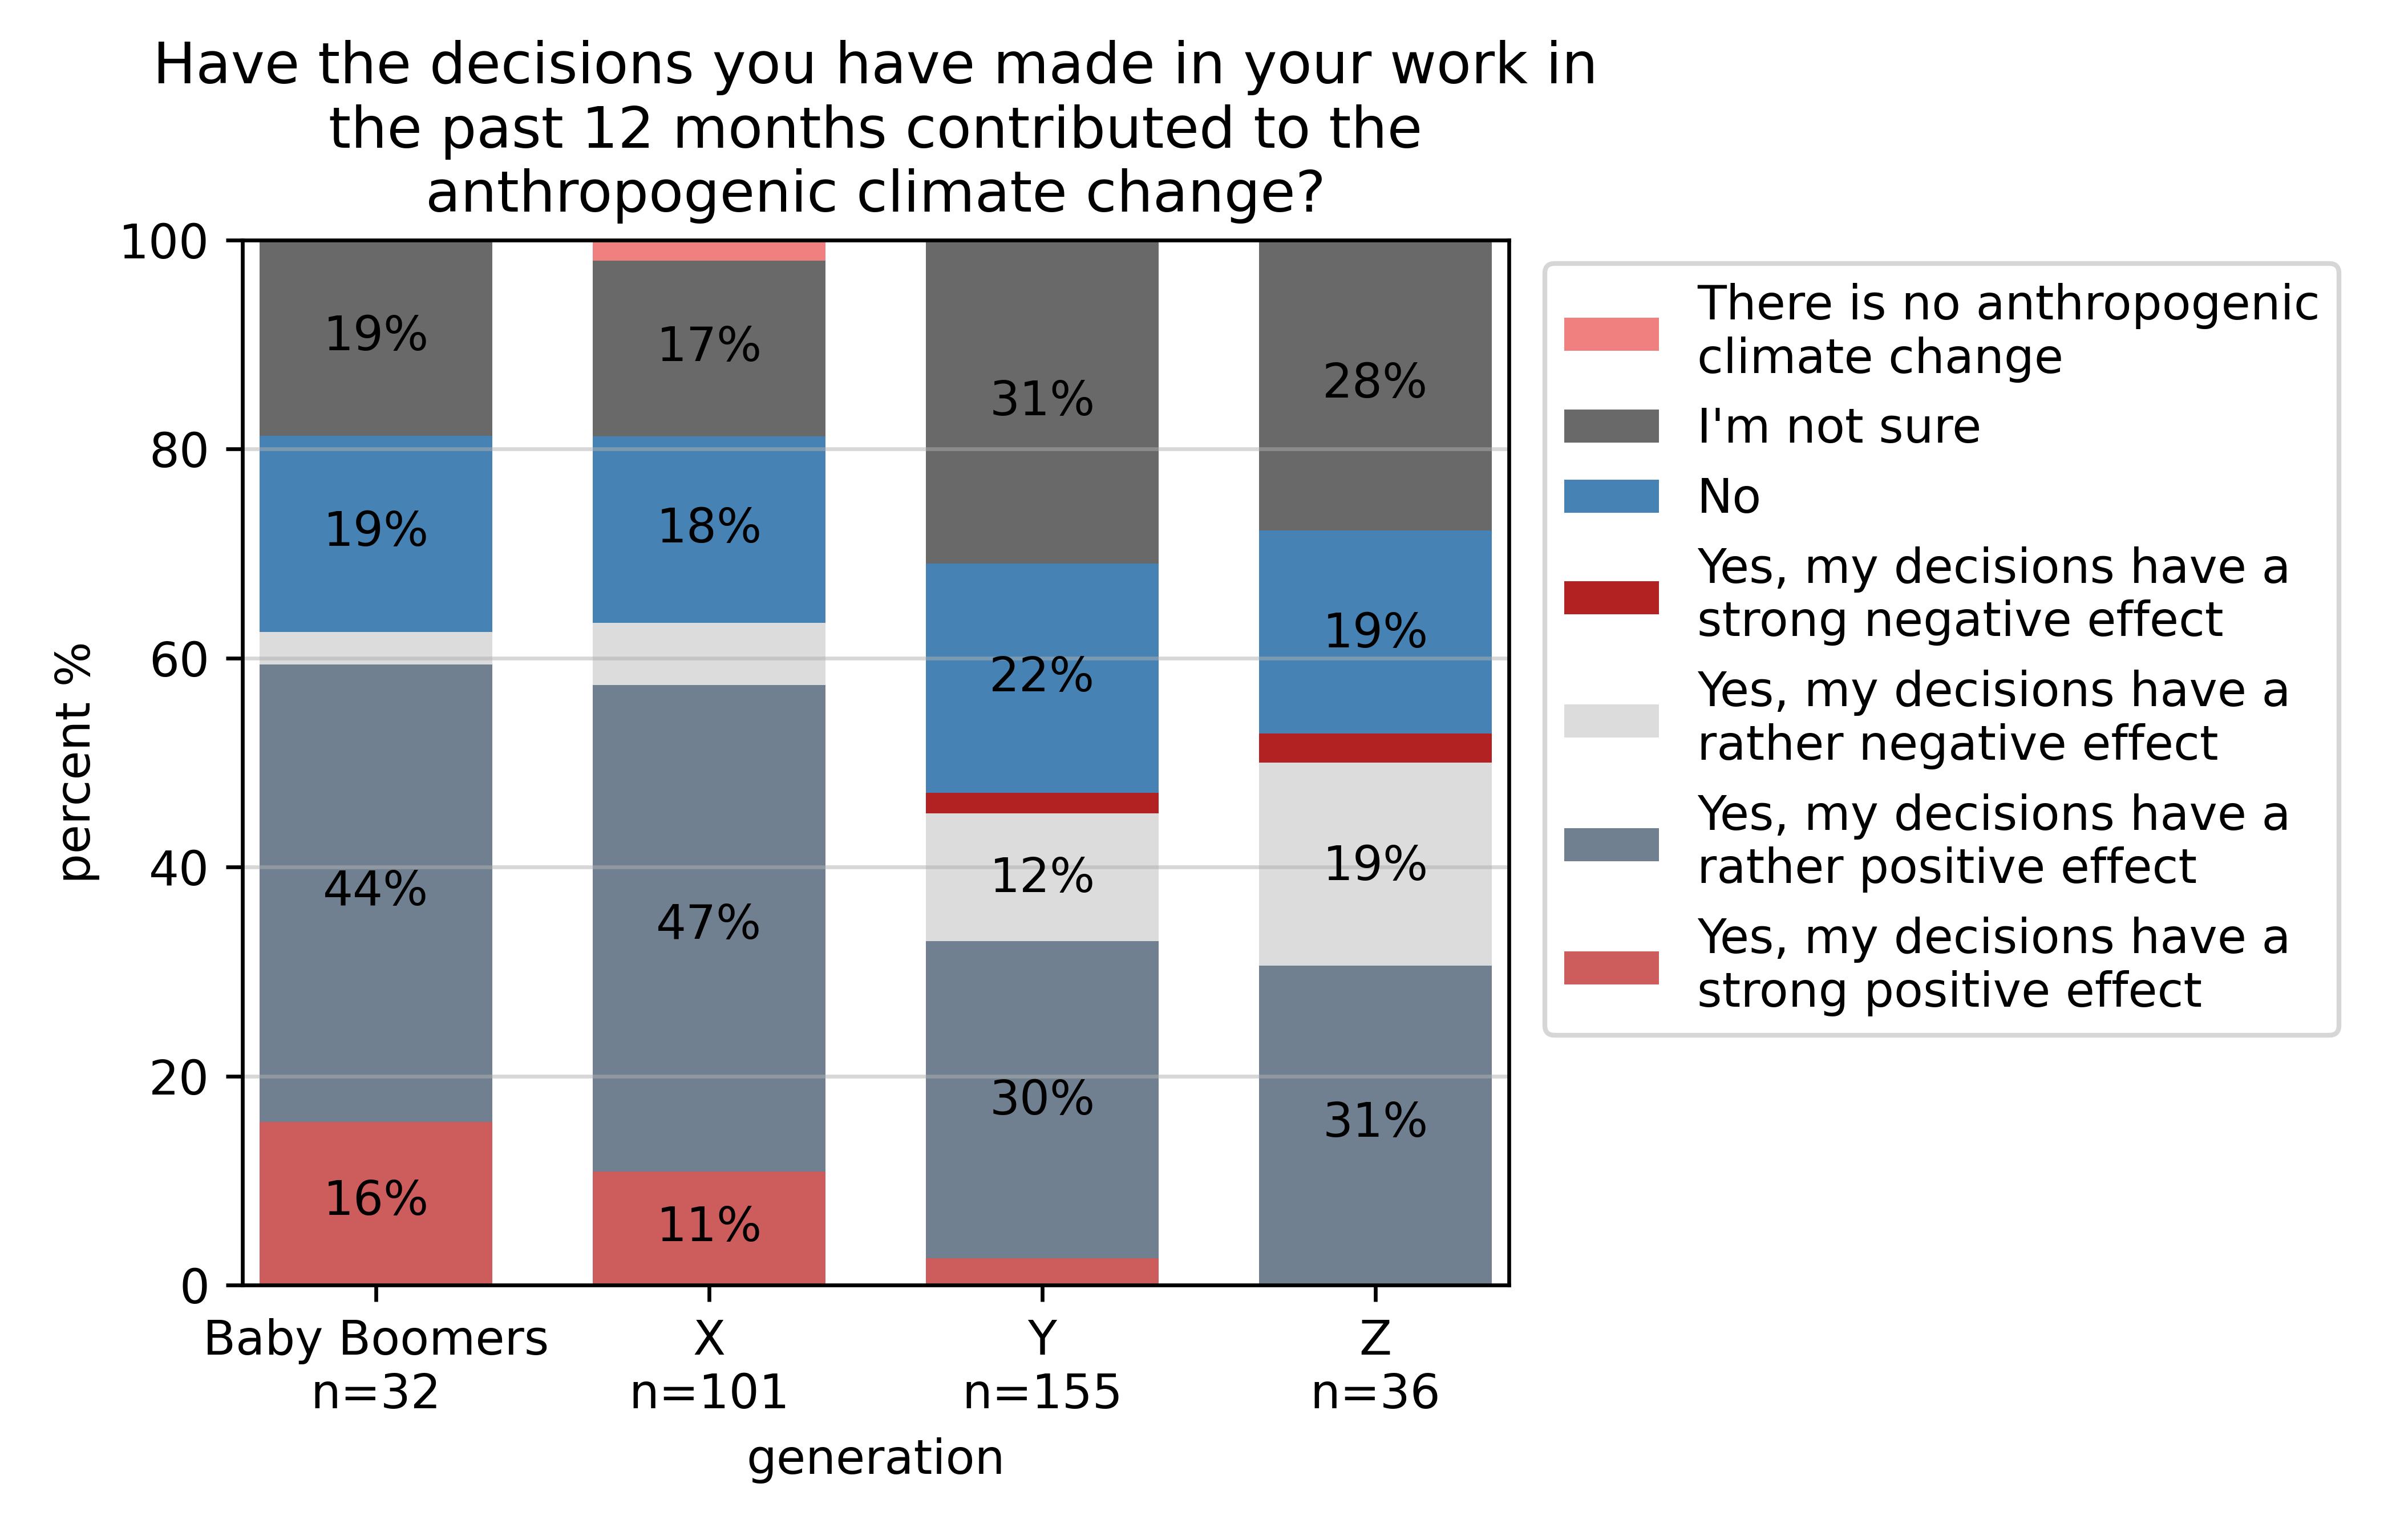 Have the decisions you have made in your work in
the past 12 months contributed to the
anthropogenic climate change?
100
80
60
40
20
0
percent %
19%
19%
44%
16%
17%
18%
47%
11%
31%
22%
12%
30%
28%
19%
19%
31%
Baby Boomers
n=32
X
n=101
Y
n=155
Z
n=36
generation
There is no anthropogenic
climate change
I'm not sure
No
Yes, my decisions have a
strong negative effect
Yes, my decisions have a
rather negative effect
Yes, my decisions have a
rather positive effect
Yes, my decisions have a
strong positive effect